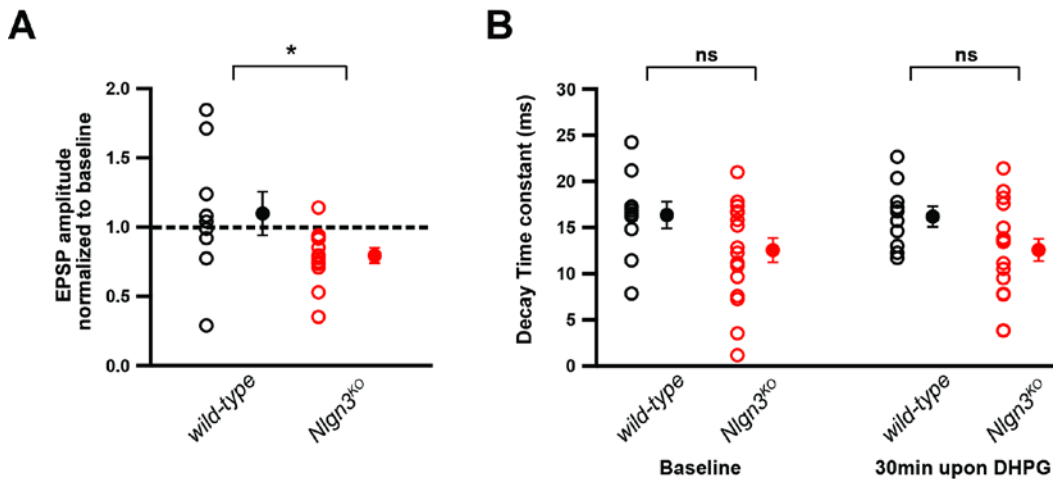 A
*
EPSP amplitude
normalized to baseline
2.0
1.5
1.0
0.5
0.0
wild-type
Nlgn3KO
B
ns
ns
Decay Time constant (ms)
30
25
20
15
10
5
0
wild-type
Nlgn3KO
wild-type
Nlgn3KO
Baseline
30min upon DHPG